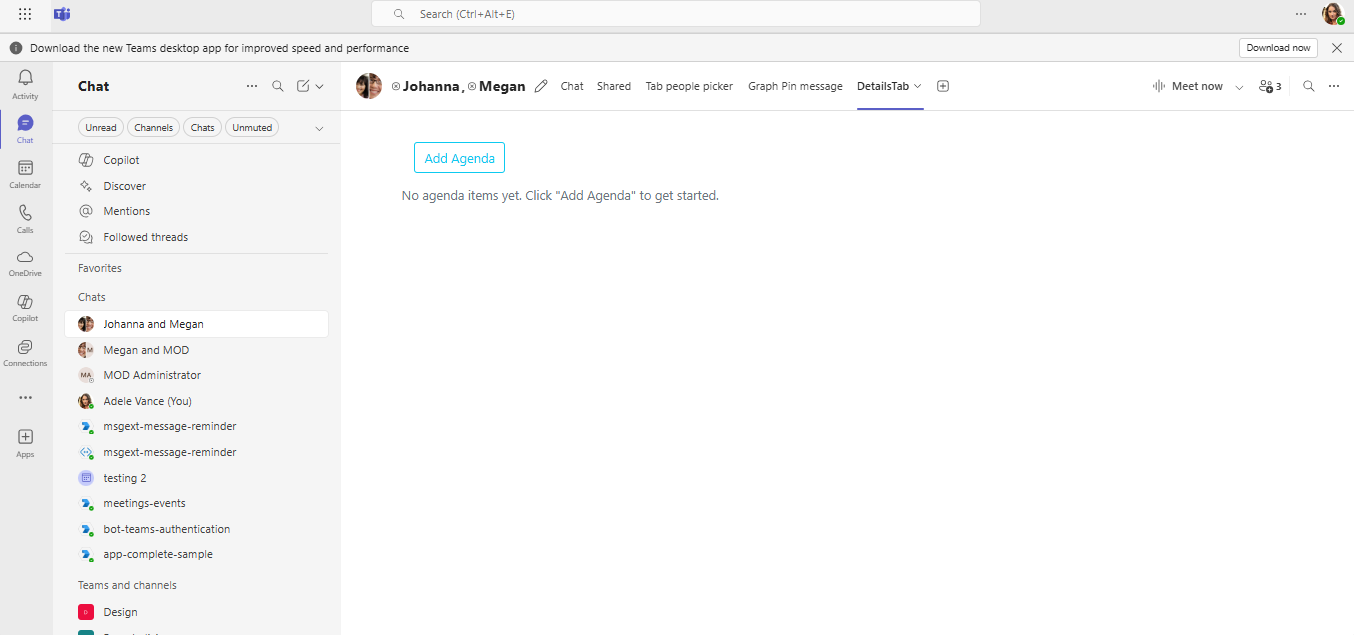 Search (Ctrl+Alt+E)
Download the new Teams desktop app for improved speed and performance
Download now
Activity
Chat
Calendar
Calls
OneDrive
Copilot
Connections
Apps
Chat
Unread
Channels
Chats
Unmuted
Copilot
Discover
Mentions
Followed threads
Favorites
Chats
Johanna and Megan
M
Megan and MOD
MA
MOD Administrator
Adele Vance (You)
msgext-message-reminder
msgext-message-reminder
testing 2
meetings-events
bot-teams-authentication
app-complete-sample
Teams and channels
D
Design
Johanna, Megan
Chat
Shared
Tab people picker
Graph Pin message
DetailsTab
Meet now
3
Add Agenda
No agenda items yet. Click "Add Agenda" to get started.